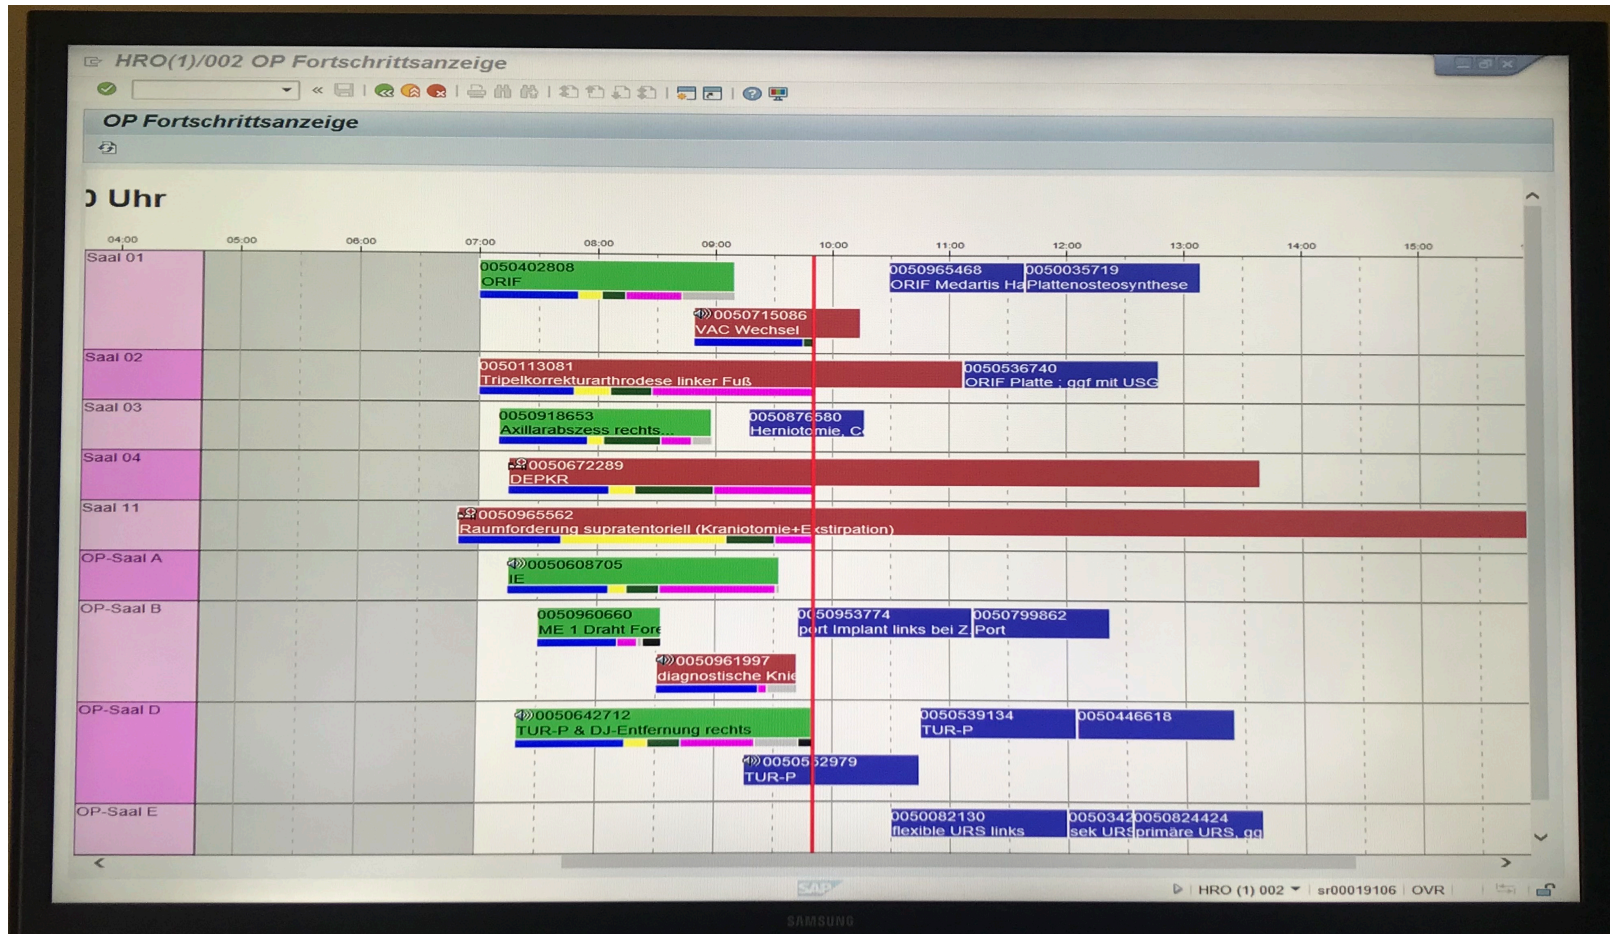 HRO(1)/002 OP Fortschrittsanzeige
OP Fortschrittsanzeige
Uhr
04:00 05:00 06:00 07:00 08:00 09:00 10:00 11:00 12:00 13:00 14:00 15:00
Saal 01
0050402808
ORIF
0050965468
ORIF Medartis Ha
0050035719
Plattenosteosynthese
0050715086
VAC Wechsel
Saal 02
0050113081
Tripelkorrekturarthrodese linker Fuß
0050536740
ORIF Platte ; ggf mit USG
Saal 03
0050918653
Axillarabszess rechts...
0050876580
Herniotomie, C
Saal 04
0050672289
DEPKR
Saal 11
0050965562
Raumforderung supratentoriell (Kraniotomie+Exstirpation)
OP-Saal A
0050608705
IE
OP-Saal B
0050960660
ME 1 Draht Fore
0050953774
port Implant links bei Z
0050799862
Port
0050961997
diagnostische Knie
OP-Saal D
0050642712
TUR-P & DJ-Entfernung rechts
0050539134
TUR-P
0050446618
0050552979
TUR-P
OP-Saal E
0050082130
flexible URS links
0050342
sek URS
0050824424
primäre URS, gg
SAP
HRO (1) 002 sr00019106 OVR
SAMSUNG